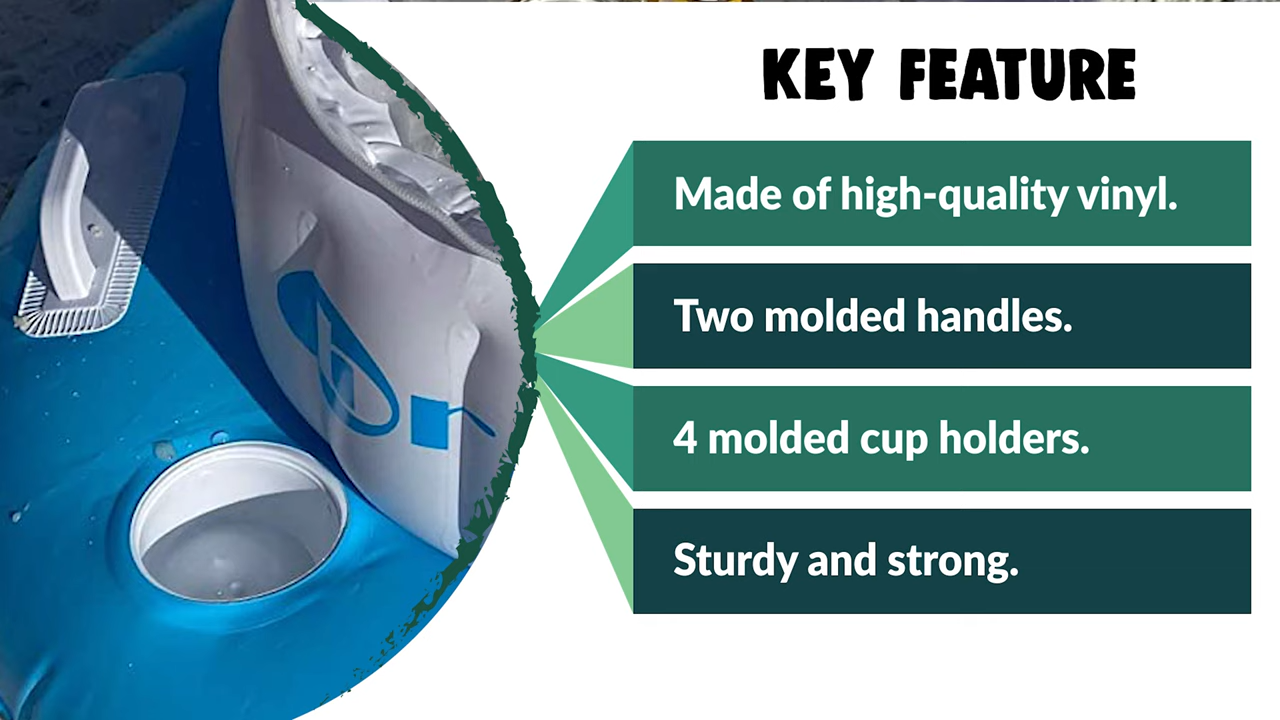 KEY FEATURE
Made of high-quality vinyl.
Two molded handles.
4 molded cup holders.
Sturdy and strong.